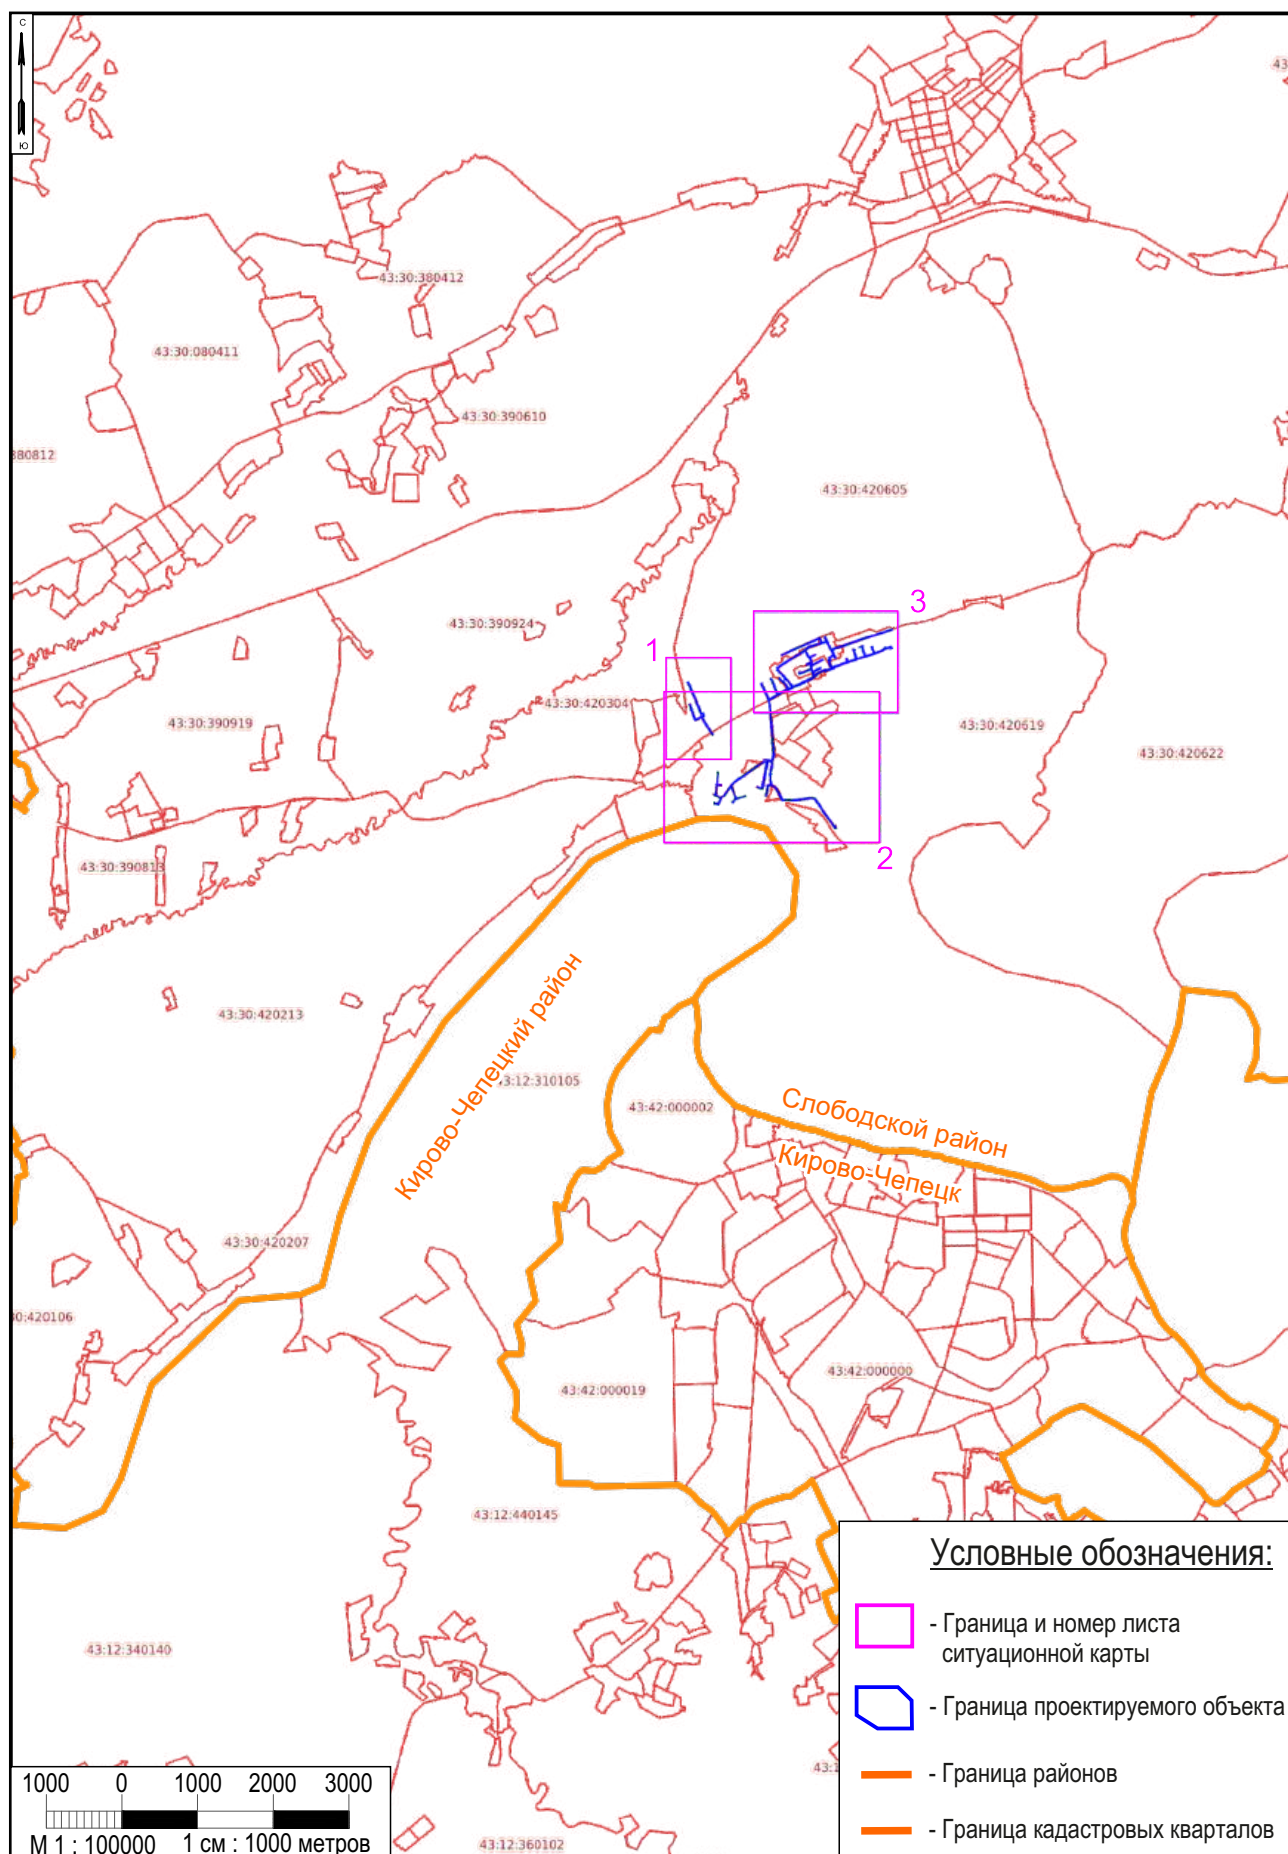 С
Ю
43
43:30:380412
43:30:080411
43:30:390610
380812
43:30:420605
43:30:390924
3
1
43:30:420304
43:30:390919
43:30:420619
43:30:420622
43:30:390813
2
43:30:420213
Кирово-Чепецкий район
43:12:310105
43:42:000002
Слободской район
Кирово-Чепецк
43:30:420207
30:420106
43:42:000000
43:42:000019
43:12:440145
43:12:340140
43:1
43:12:360102
1000 0 1000 2000 3000
М 1 : 100000 1 см : 1000 метров
Условные обозначения:
- Граница и номер листа
ситуационной карты
- Граница проектируемого объекта
- Граница районов
- Граница кадастровых кварталов